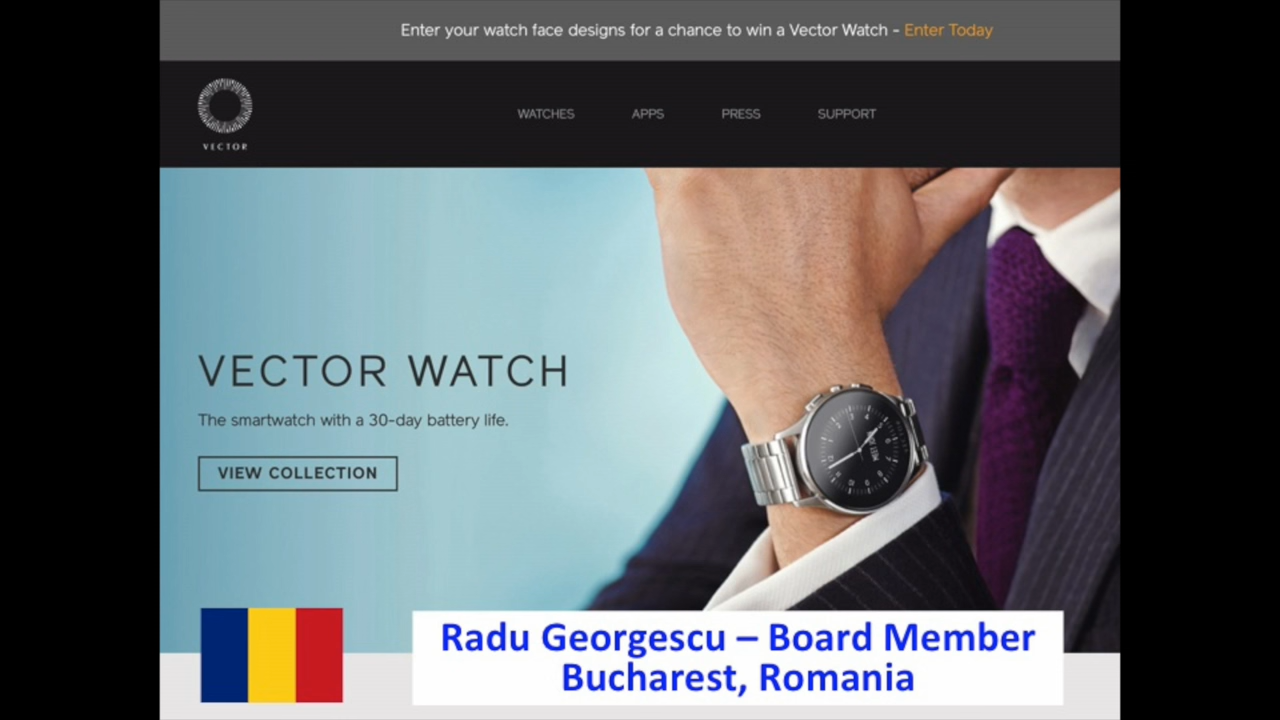 Enter your watch face designs for a chance to win a Vector Watch - Enter Today
VECTOR
WATCHES APPS PRESS SUPPORT
VECTOR WATCH
The smartwatch with a 30-day battery life.
VIEW COLLECTION
Radu Georgescu – Board Member
Bucharest, Romania